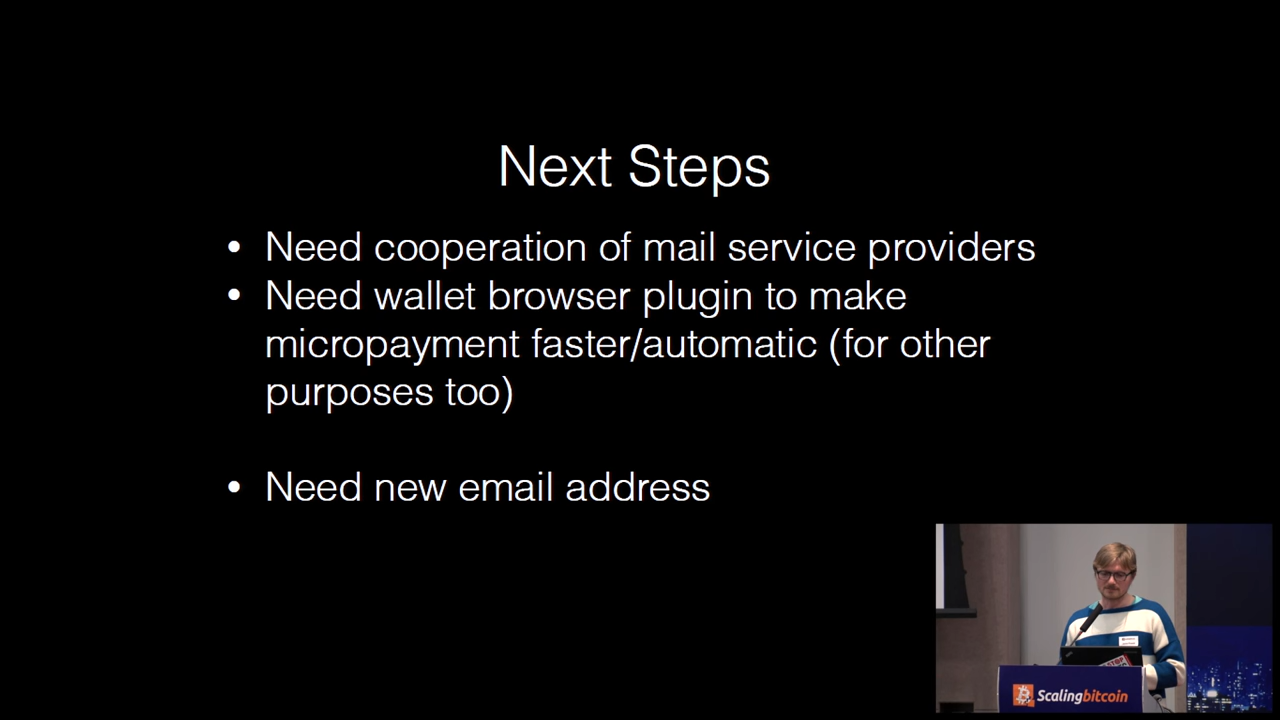 Next Steps
• Need cooperation of mail service providers
• Need wallet browser plugin to make
micropayment faster/automatic (for other
purposes too)
• Need new email address
Scalingbitcoin